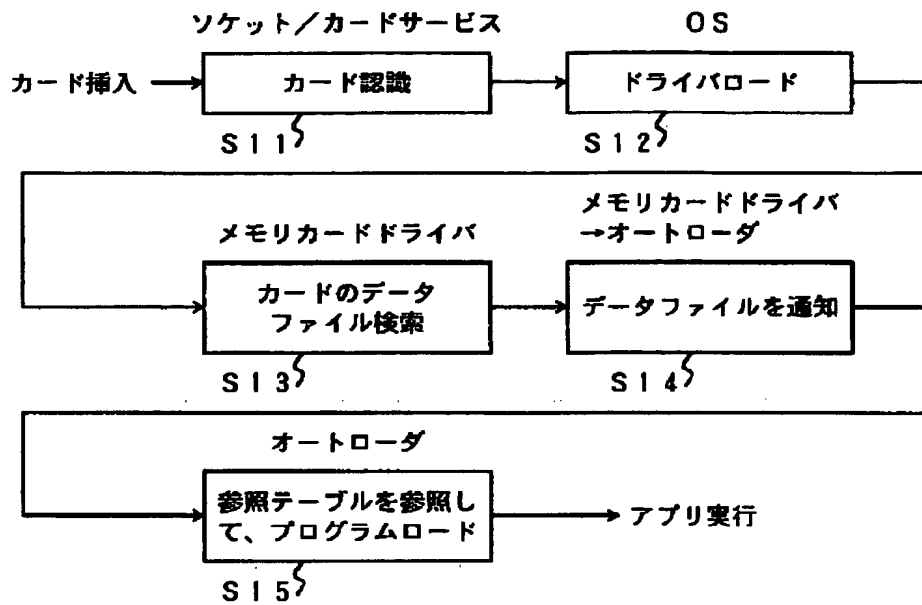 ソケット／カードサービス
OS
カード挿入
カード認識
ドライバロード
S11
S12
メモリカードドライバ
メモリカードドライバ
→オートローダ
カードのデータ
ファイル検索
データファイルを通知
S13
S14
オートローダ
参照テーブルを参照し
て、プログラムロード
アプリ実行
S15